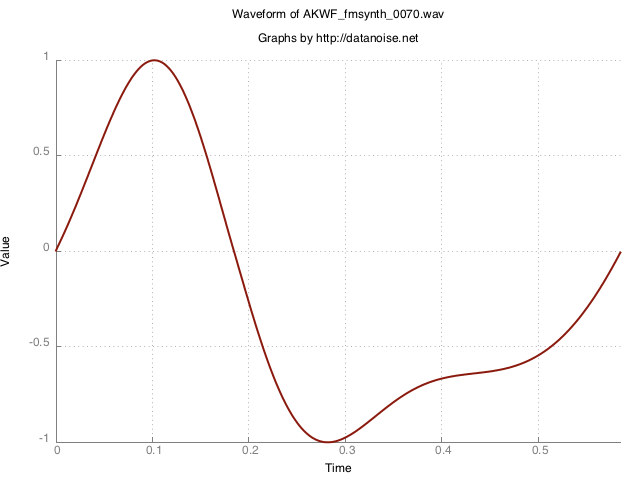 Waveform of AKWF_fmsynth_0070.wav
Graphs by http://datanoise.net
1
0.5
0
-0.5
-1
Value
0 0.1 0.2 0.3 0.4 0.5
Time